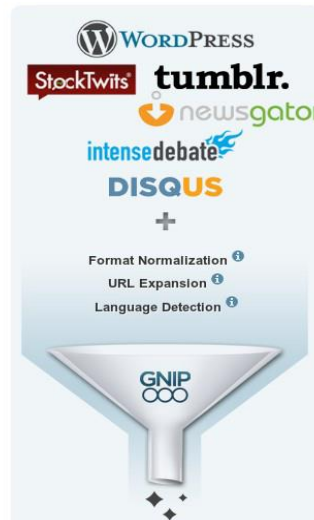 WORDPRESS
StockTwits® tumblr.
newsgator
intensedebate
DISQUS
+
Format Normalization i
URL Expansion i
Language Detection i
GNIP